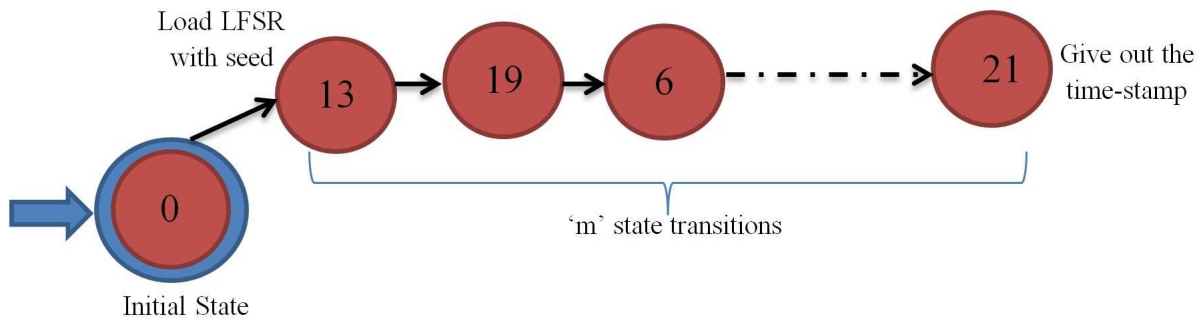 Load LFSR
with seed
13
19
6
21
Give out the
time-stamp
0
‘m’ state transitions
Initial State